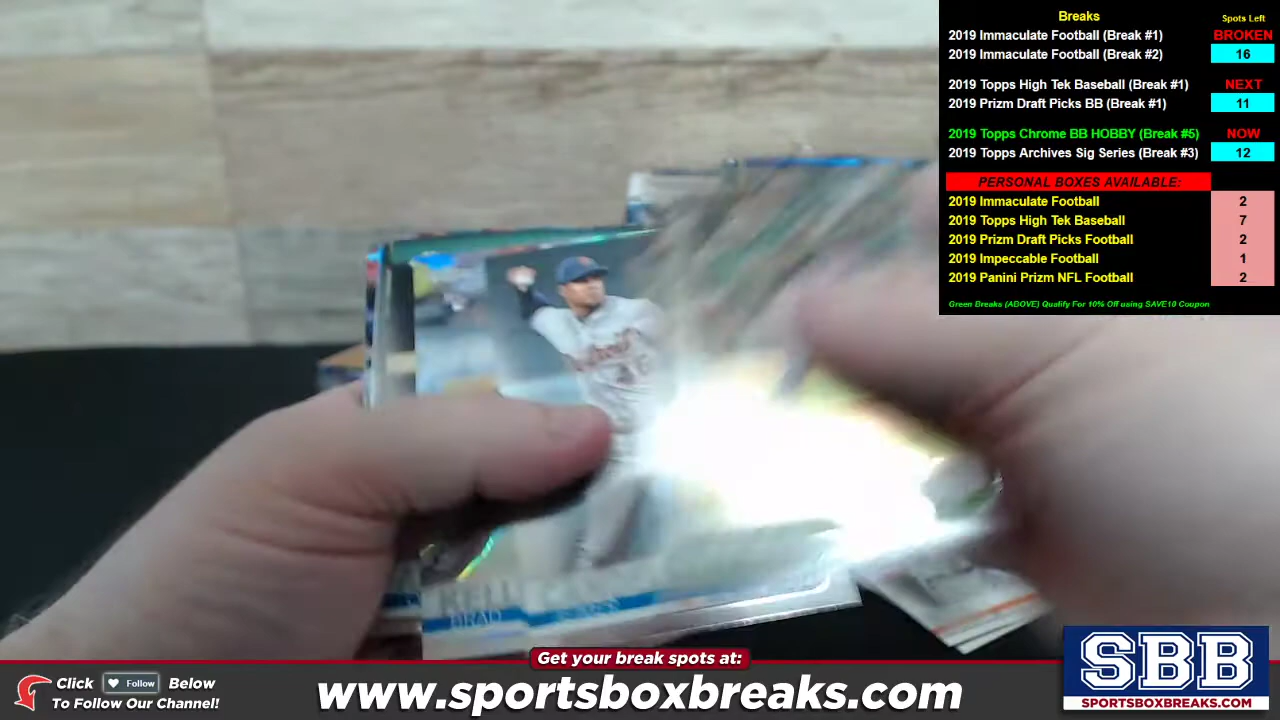 Breaks Spots Left
2019 Immaculate Football (Break #1) BROKEN
2019 Immaculate Football (Break #2) 16
2019 Topps High Tek Baseball (Break #1) NEXT
2019 Prizm Draft Picks BB (Break #1) 11
2019 Topps Chrome BB HOBBY (Break #5) NOW
2019 Topps Archives Sig Series (Break #3) 12
PERSONAL BOXES AVAILABLE:
2019 Immaculate Football 2
2019 Topps High Tek Baseball 7
2019 Prizm Draft Picks Football 2
2019 Impeccable Football 1
2019 Panini Prizm NFL Football 2
Green Breaks (ABOVE) Qualify For 10% Off using SAVE10 Coupon
BRAD
Get your break spots at:
Click Follow Below
To Follow Our Channel!
www.sportsboxbreaks.com
SBB
SPORTSBOXBREAKS.COM